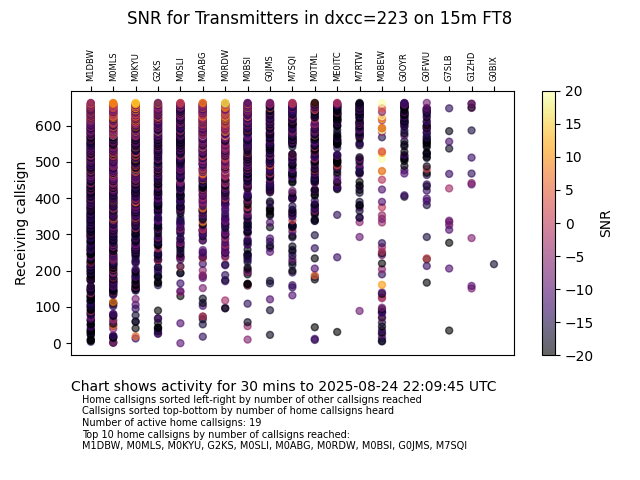 SNR for Transmitters in dxcc=223 on 15m FT8
M1DBW M0MLS M0KYU G2KS M0SLI M0ABG M0RDW M0BSI G0JMS M7SQI M0TML ME0ITC M7RTW M0BEW G0OYR G0FWU G7SLB G1ZHD G0BIX
Receiving callsign
600
500
400
300
200
100
0
20
15
10
5
0
−5
−10
−15
−20
SNR
Chart shows activity for 30 mins to 2025-08-24 22:09:45 UTC
Home callsigns sorted left-right by number of other callsigns reached
Callsigns sorted top-bottom by number of home callsigns heard
Number of active home callsigns: 19
Top 10 home callsigns by number of callsigns reached:
M1DBW, M0MLS, M0KYU, G2KS, M0SLI, M0ABG, M0RDW, M0BSI, G0JMS, M7SQI